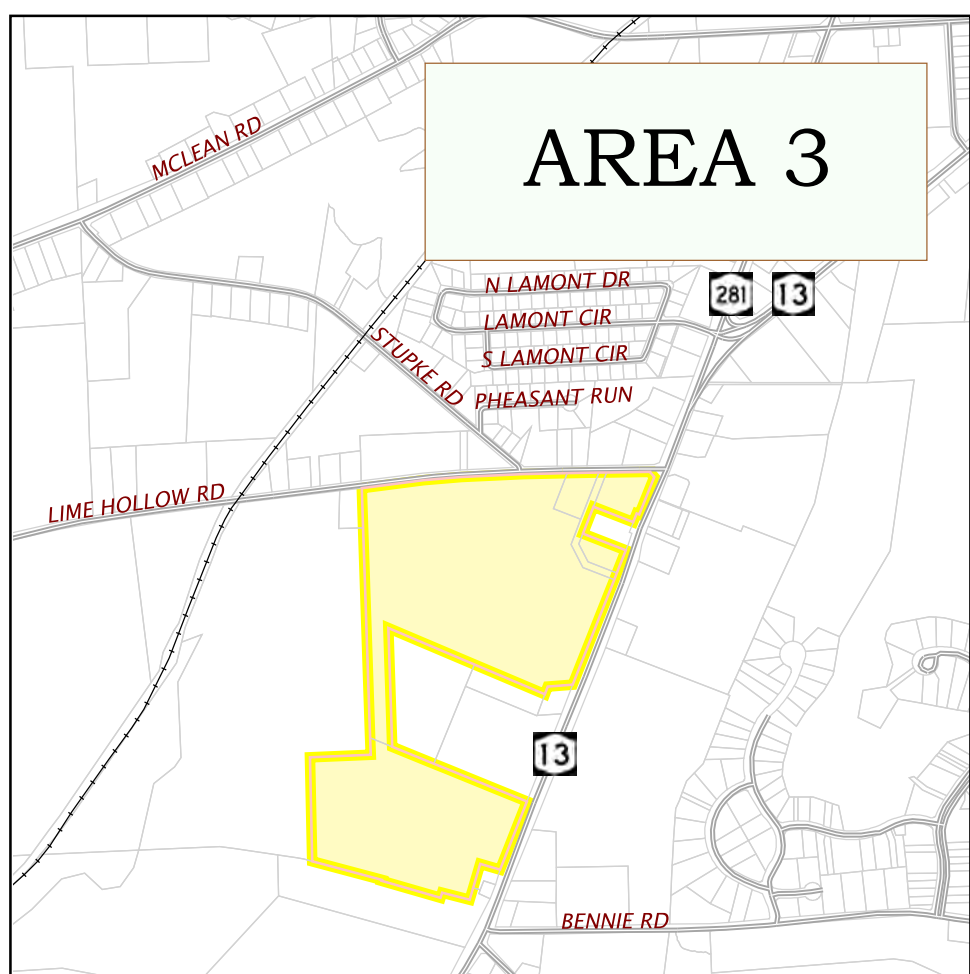 MCLEAN RD
AREA 3
N LAMONT DR
281
13
LAMONT CIR
STUPKE RD
S LAMONT CIR
PHEASANT RUN
LIME HOLLOW RD
13
BENNIE RD